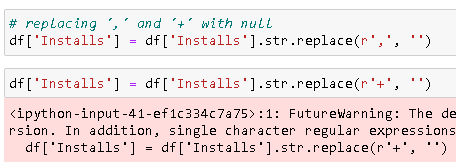 # replacing ',' and '+' with null
df['Installs'] = df['Installs'].str.replace(r',', '')
df['Installs'] = df['Installs'].str.replace(r'+', '')
<ipython-input-41-ef1c334c7a75>:1: FutureWarning: The de
rsion. In addition, single character regular expressions
df['Installs'] = df['Installs'].str.replace(r'+', '')